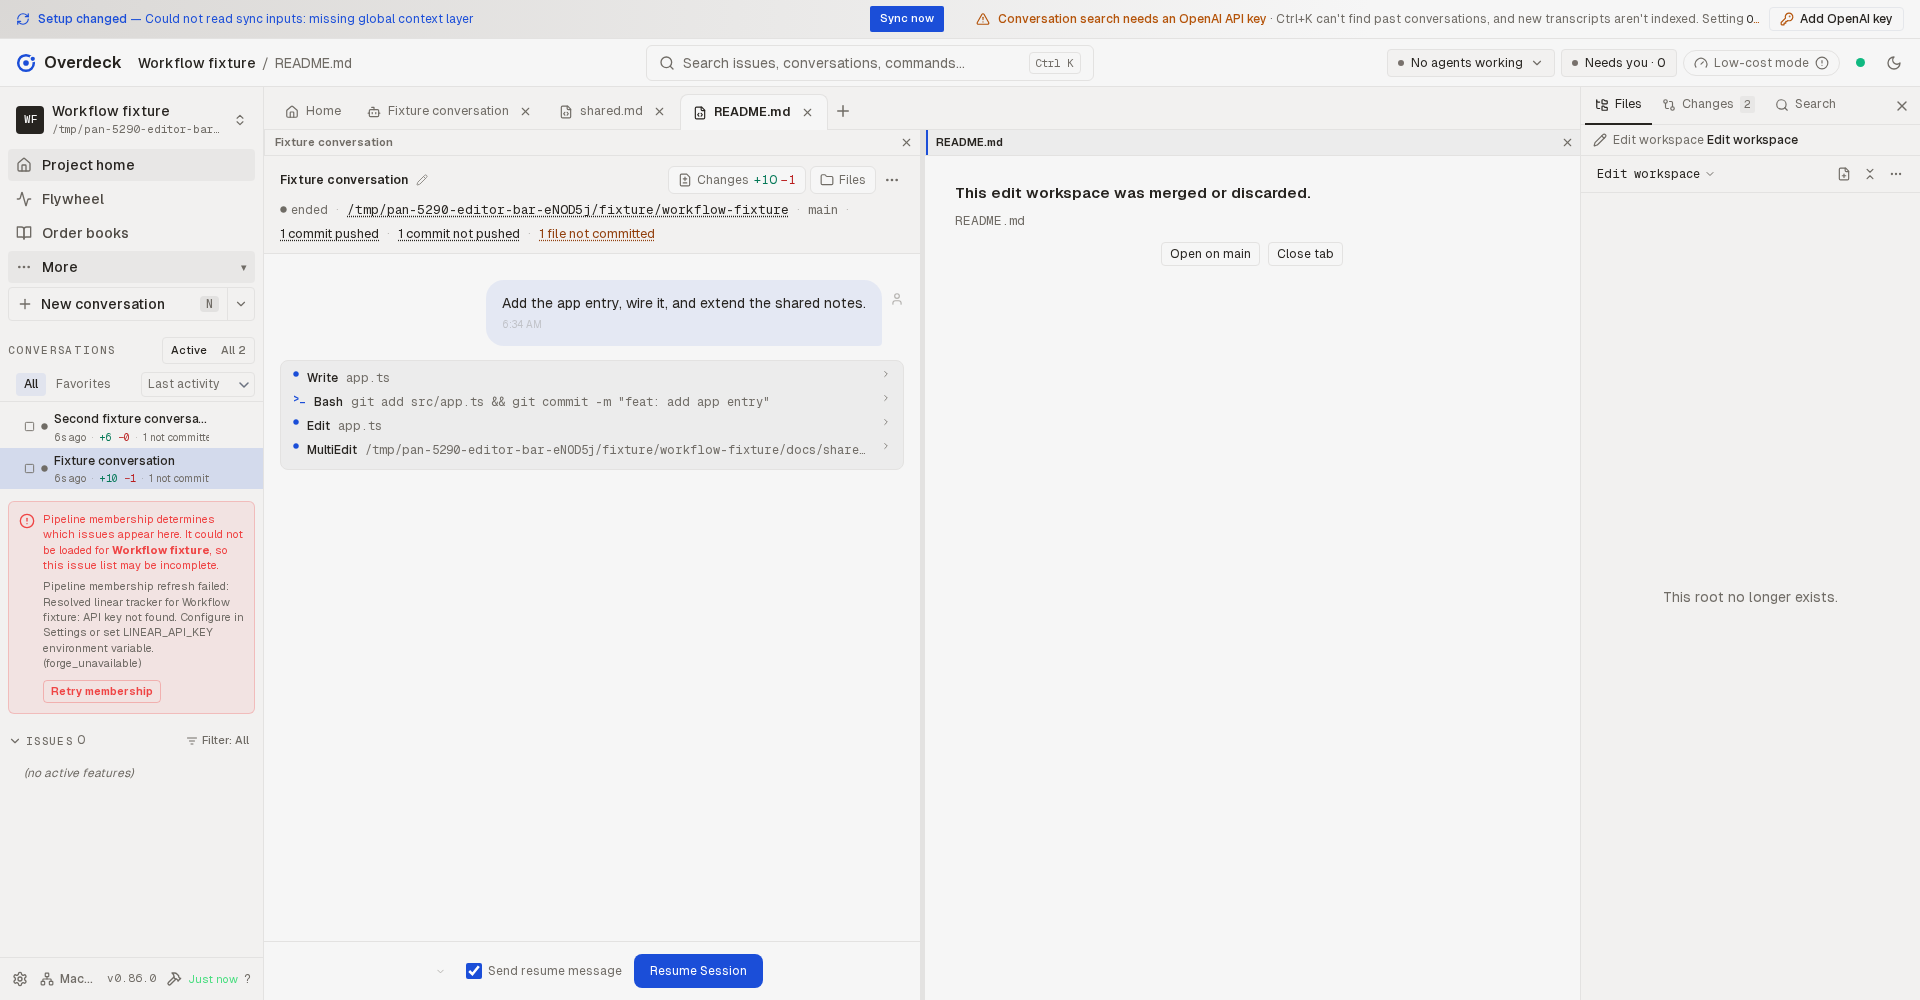 Setup changed — Could not read sync inputs: missing global context layer
Sync now
Conversation search needs an OpenAI API key · Ctrl+K can't find past conversations, and new transcripts aren't indexed. Setting o…
Add OpenAI key
Overdeck
Workflow fixture / README.md
Search issues, conversations, commands...
Ctrl K
No agents working
Needs you · 0
Low-cost mode
WF
Workflow fixture
/tmp/pan-5290-editor-bar…
Project home
Flywheel
Order books
More
New conversation
N
CONVERSATIONS
Active
All 2
All
Favorites
Last activity
Second fixture conversa…
6s ago · +6 −0 · 1 not committe
Fixture conversation
6s ago · +10 −1 · 1 not commit
Pipeline membership determines
which issues appear here. It could not
be loaded for Workflow fixture, so
this issue list may be incomplete.
Pipeline membership refresh failed:
Resolved linear tracker for Workflow
fixture: API key not found. Configure in
Settings or set LINEAR_API_KEY
environment variable.
(forge_unavailable)
Retry membership
ISSUES 0
Filter: All
(no active features)
Mac…
v0.86.0
Just now
?
Home
Fixture conversation
shared.md
README.md
Fixture conversation
Fixture conversation
Changes +10 −1
Files
ended · /tmp/pan-5290-editor-bar-eNOD5j/fixture/workflow-fixture · main ·
1 commit pushed · 1 commit not pushed · 1 file not committed
Add the app entry, wire it, and extend the shared notes.
6:34 AM
Write app.ts
>_ Bash git add src/app.ts && git commit -m "feat: add app entry"
Edit app.ts
MultiEdit /tmp/pan-5290-editor-bar-eNOD5j/fixture/workflow-fixture/docs/share…
Send resume message
Resume Session
README.md
This edit workspace was merged or discarded.
README.md
Open on main
Close tab
Files
Changes 2
Search
Edit workspace Edit workspace
Edit workspace
This root no longer exists.